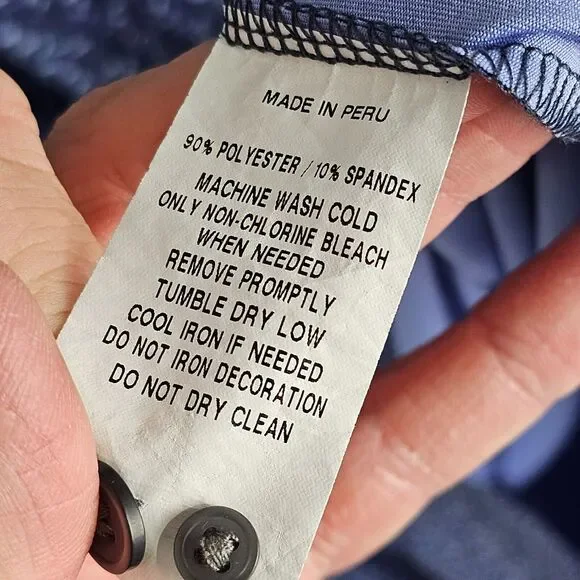 MADE IN PERU
90% POLYESTER / 10% SPANDEX
MACHINE WASH COLD
ONLY NON-CHLORINE BLEACH
WHEN NEEDED
REMOVE PROMPTLY
TUMBLE DRY LOW
COOL IRON IF NEEDED
DO NOT IRON DECORATION
DO NOT DRY CLEAN